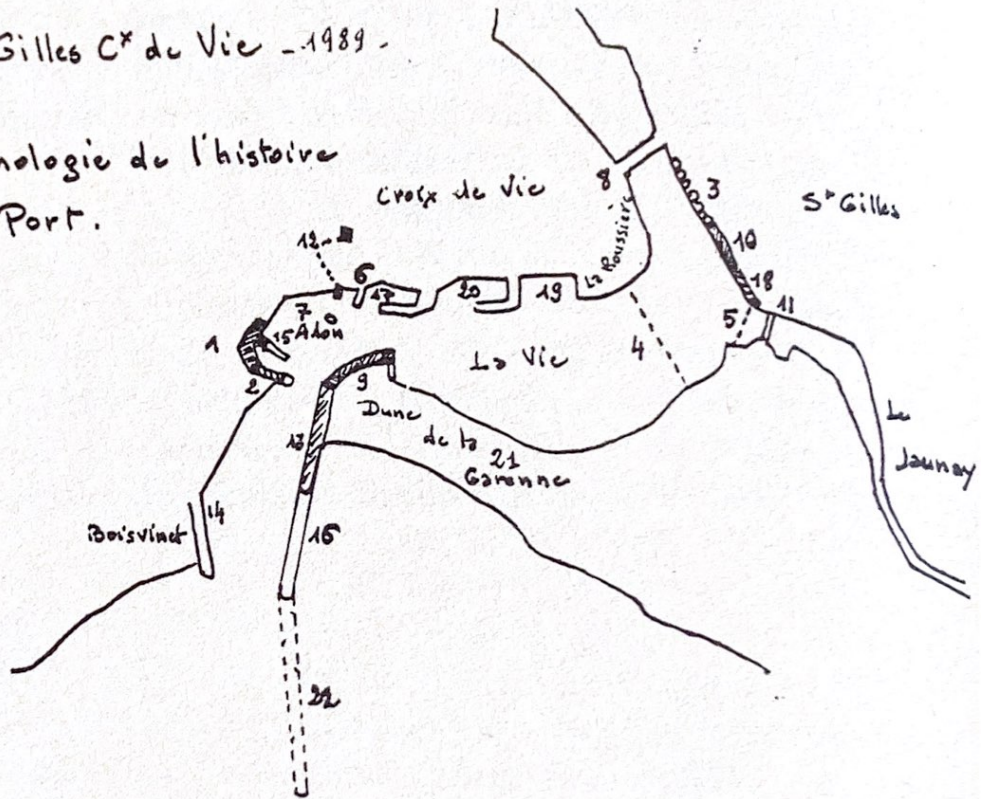 Gilles Cx de Vie - 1989 -
nologie de l'histoire
Port.
Croix de Vie
St Gilles
La Roussière
8
3
12
10
6
17
20
19
18
11
7
Adon
15
1
5
4
La Vie
2
9
Dune
de la
21
Garenne
Le
Jaunay
13
14
Boisvinet
16
22